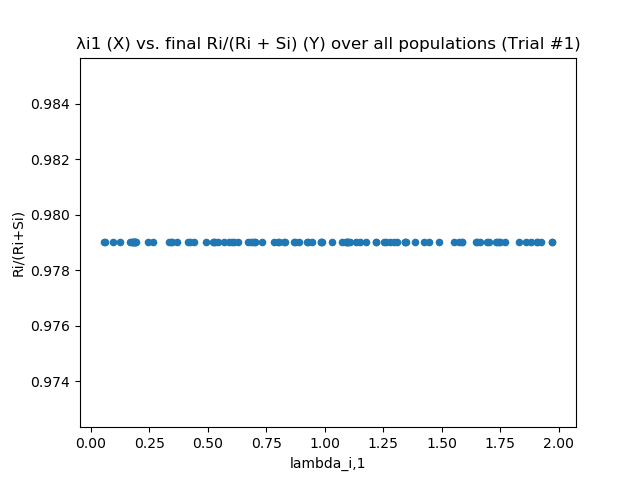 λi1 (X) vs. final Ri/(Ri + Si) (Y) over all populations (Trial #1)
0.984
0.982
0.980
0.978
0.976
0.974
Ri/(Ri+Si)
0.00 0.25 0.50 0.75 1.00 1.25 1.50 1.75 2.00
lambda_i,1